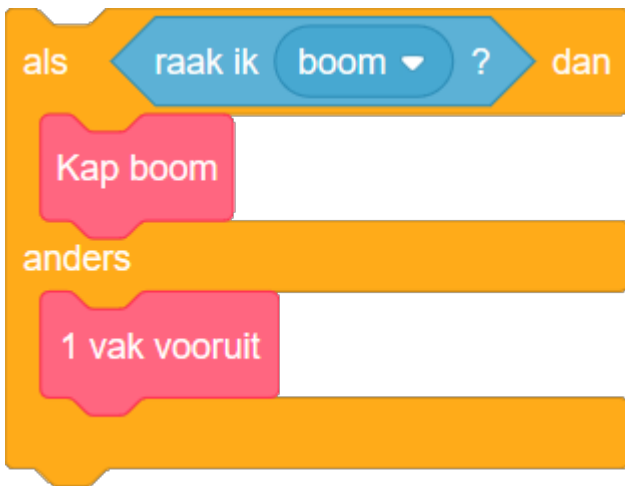 als raak ik boom ? dan
Kap boom
anders
1 vak vooruit